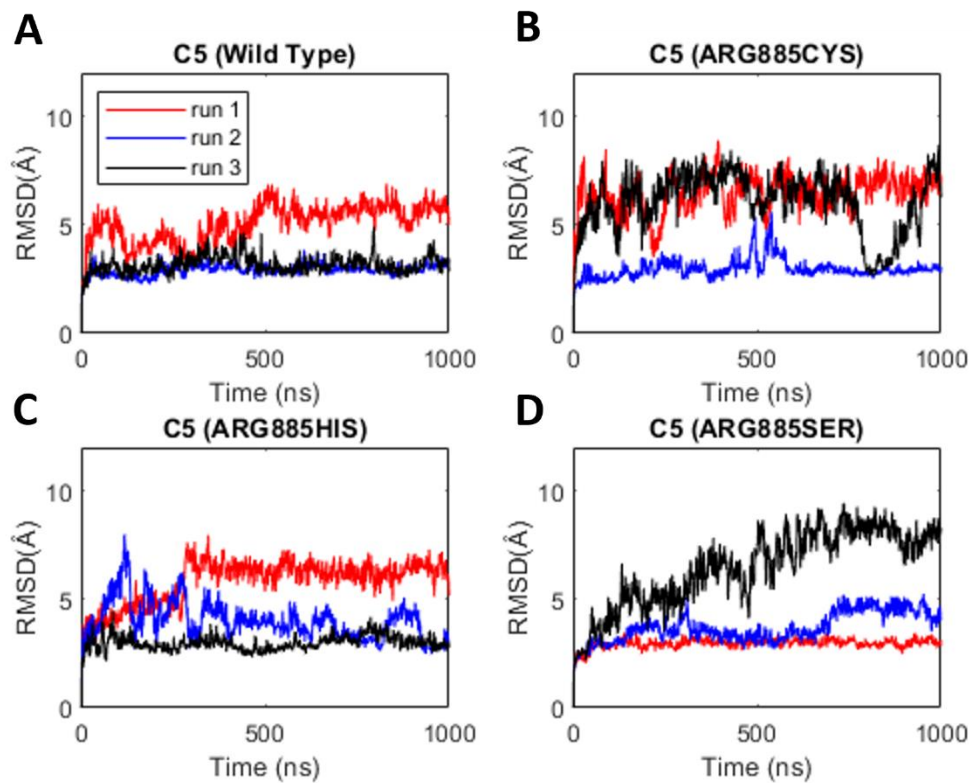 A
C5 (Wild Type)
run 1
run 2
run 3
RMSD(Å)
10
5
0
0 500 1000
Time (ns)
B
C5 (ARG885CYS)
RMSD(Å)
10
5
0
0 500 1000
Time (ns)
C
C5 (ARG885HIS)
RMSD(Å)
10
5
0
0 500 1000
Time (ns)
D
C5 (ARG885SER)
RMSD(Å)
10
5
0
0 500 1000
Time (ns)